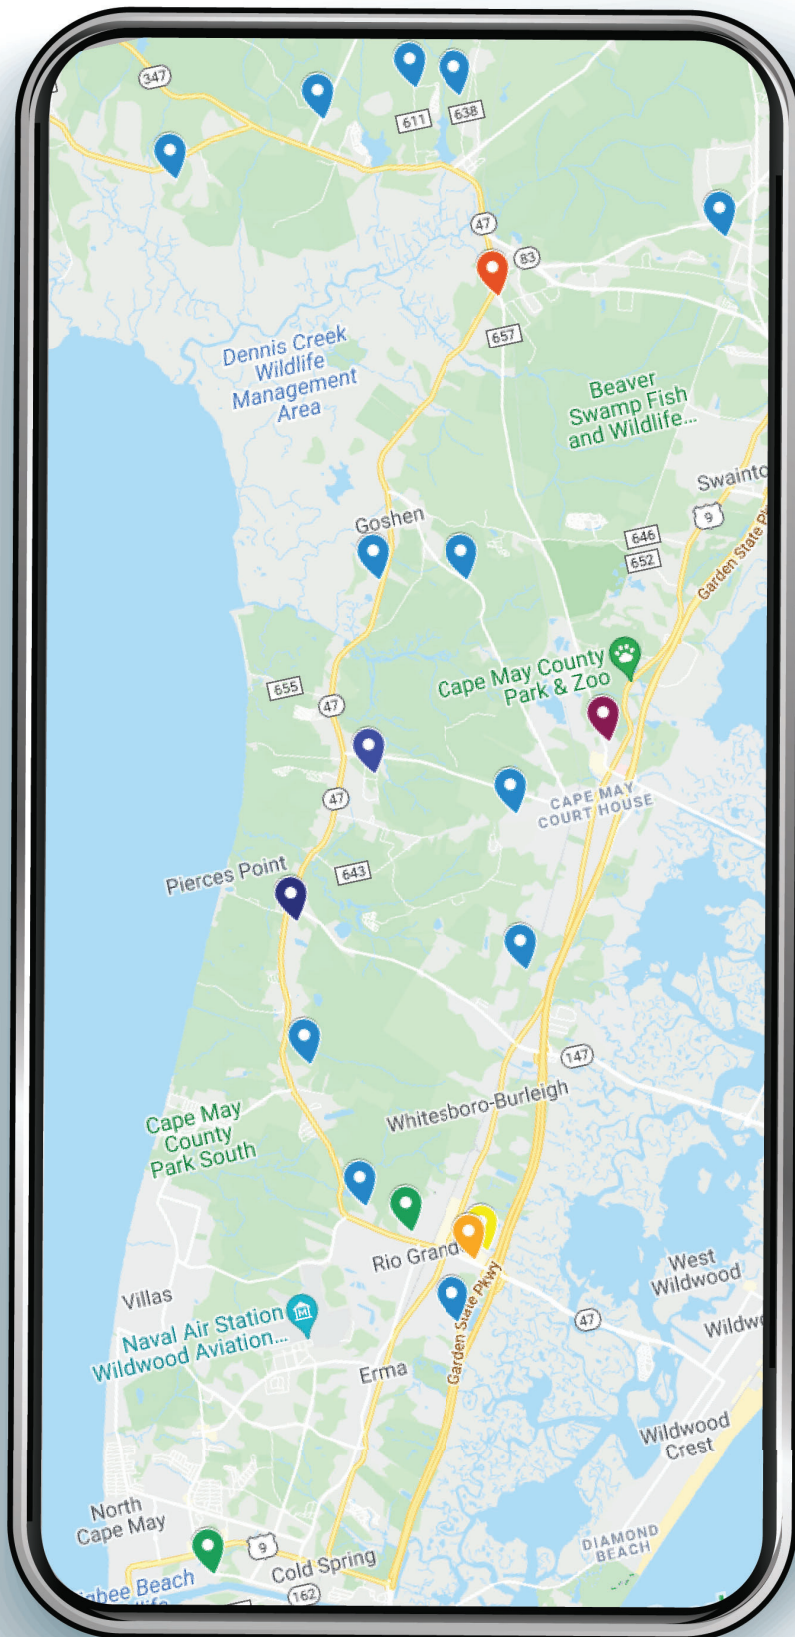 347
611
638
47
83
657
Dennis Creek
Wildlife
Management
Area
Beaver
Swamp Fish
and Wildlife...
Swainto
9
Goshen
646
652
Garden State
Cape May County
Park & Zoo
655
47
47
CAPE MAY
COURT HOUSE
Pierces Point
643
147
Whitesboro-Burleigh
Cape May
County
Park South
Rio Grand
West
Wildwood
Villas
Naval Air Station
Wildwood Aviation...
Garden State Pkwy
47
Wildw
Erma
Wildwood
Crest
North
Cape May
9
Cold Spring
DIAMOND
BEACH
igbee Beach
162